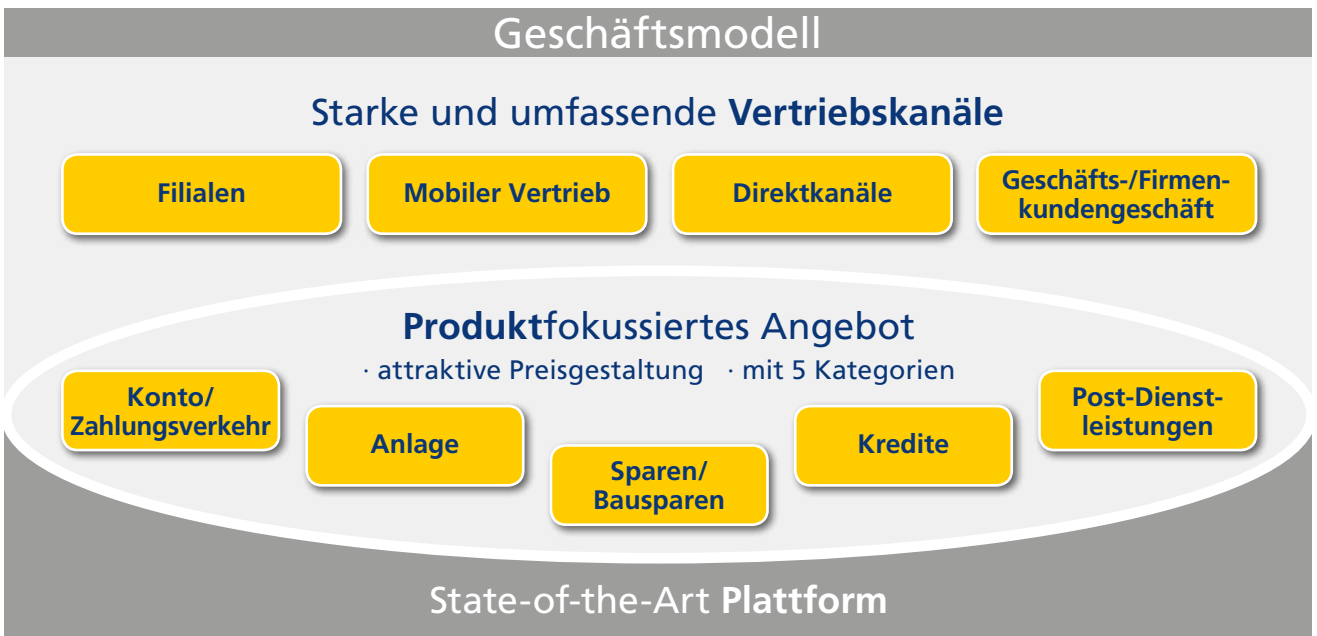 Geschäftsmodell
Starke und umfassende Vertriebskanäle
Filialen
Mobiler Vertrieb
Direktkanäle
Geschäfts-/Firmen-
kundengeschäft
Produktfokussiertes Angebot
· attraktive Preisgestaltung · mit 5 Kategorien
Konto/
Zahlungsverkehr
Anlage
Sparen/
Bausparen
Kredite
Post-Dienst-
leistungen
State-of-the-Art Plattform